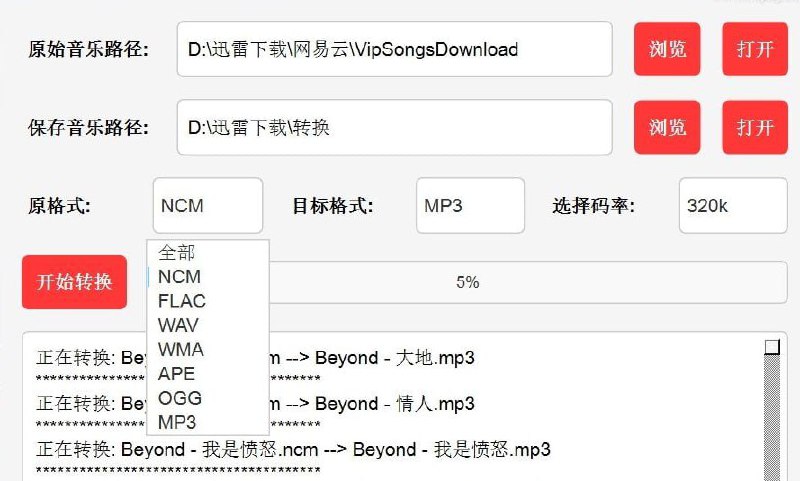 原始音乐路径: D:\迅雷下载\网易云\VipSongsDownload 浏览 打开
保存音乐路径: D:\迅雷下载\转换 浏览 打开
原格式: NCM 目标格式: MP3 选择码率: 320k
全部
NCM
FLAC
WAV
WMA
APE
OGG
MP3
开始转换 5%
正在转换: Bey m --> Beyond - 大地.mp3
****************************************
正在转换: Bey m --> Beyond - 情人.mp3
****************************************
正在转换: Beyond - 我是愤怒.ncm --> Beyond - 我是愤怒.mp3
****************************************